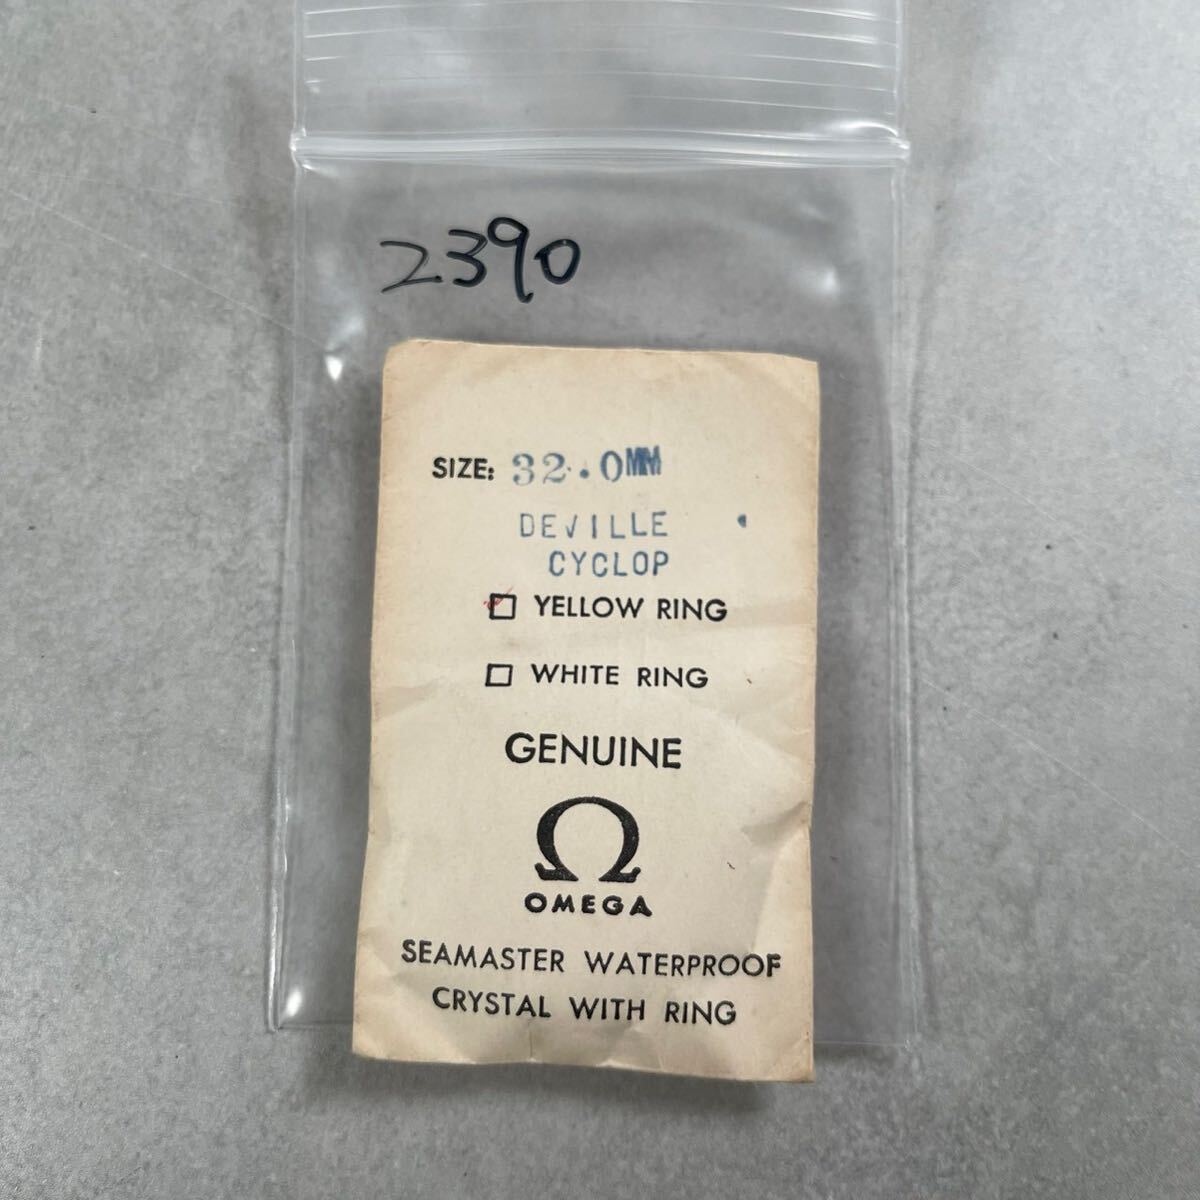 2390
SIZE: 32.0MM
DEVILLE
CYCLOP
YELLOW RING
WHITE RING
GENUINE
Ω
OMEGA
SEAMASTER WATERPROOF
CRYSTAL WITH RING